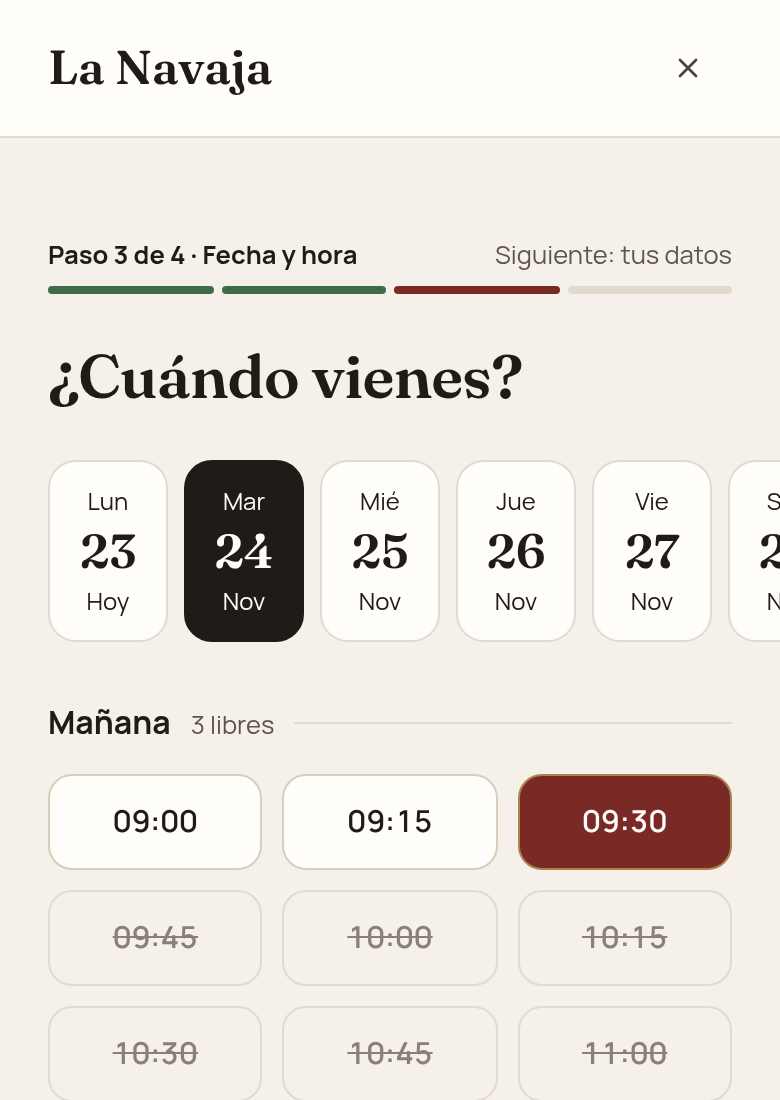 La Navaja
Paso 3 de 4 · Fecha y hora
Siguiente: tus datos
¿Cuándo vienes?
Lun
23
Hoy
Mar
24
Nov
Mié
25
Nov
Jue
26
Nov
Vie
27
Nov
Mañana 3 libres
09:00 09:15 09:30
09:45 10:00 10:15
10:30 10:45 11:00